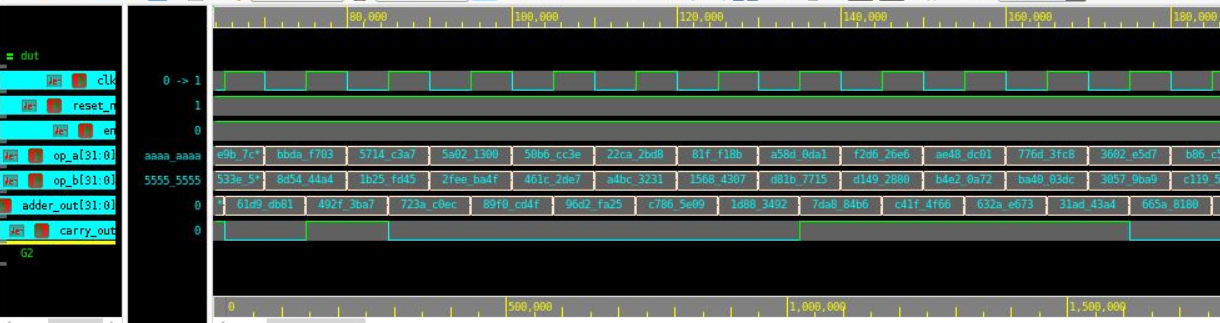 80,000 100,000 120,000 140,000 160,000 180,000
dut
clk 0 -> 1
reset_n 1
en 0
op_a[31:0] aaaa_aaaa e9b_7c* bbda_f703 5714_c3a7 5a02_1300 50b6_cc3e 22ca_2bd8 81f_f18b a58d_0da1 f2d6_26e6 ae48_dc01 776d_3fc8 3602_e5d7
op_b[31:0] 5555_5555 533e_5* 8d54_44a4 1b25_fd45 2fee_ba4f 461c_2de7 a4bc_3231 1568_4307 d81b_7715 d149_2880 b4e2_0a72 ba40_03dc 3057_9ba9
adder_out[31:0] 0 * 61d9_db81 492f_3ba7 723a_c0ec 89f0_cd4f 96d2_fa25 c786_5e09 1d88_3492 7da8_84b6 c41f_4f66 632a_e673 31ad_43a4 665a_8180
carry_out 0
G2
0 500,000 1,000,000 1,500,000